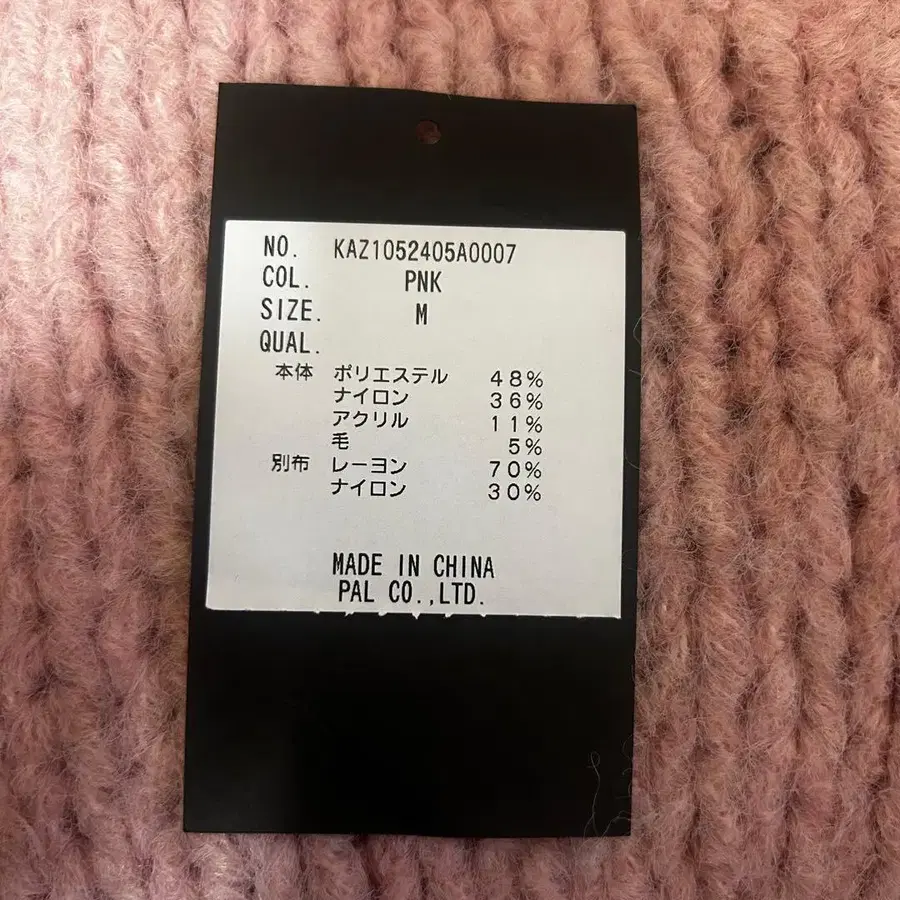 NO. KAZ1052405A0007
COL. PNK
SIZE. M
QUAL.
本体 ポリエステル 48%
ナイロン 36%
アクリル 11%
毛 5%
別布 レーヨン 70%
ナイロン 30%
MADE IN CHINA
PAL CO.,LTD.